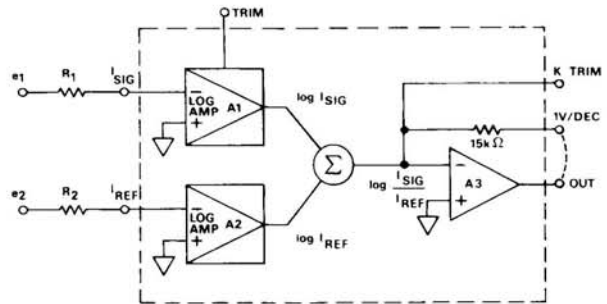 TRIM
e1
R1
ISIG
K TRIM
−
LOG
AMP
A1
+
log ISIG
1V/DEC
15k Ω
Σ
e2
R2
IREF
−
LOG
AMP
A2
+
log IREF
log ISIG
IREF
−
A3
+
OUT